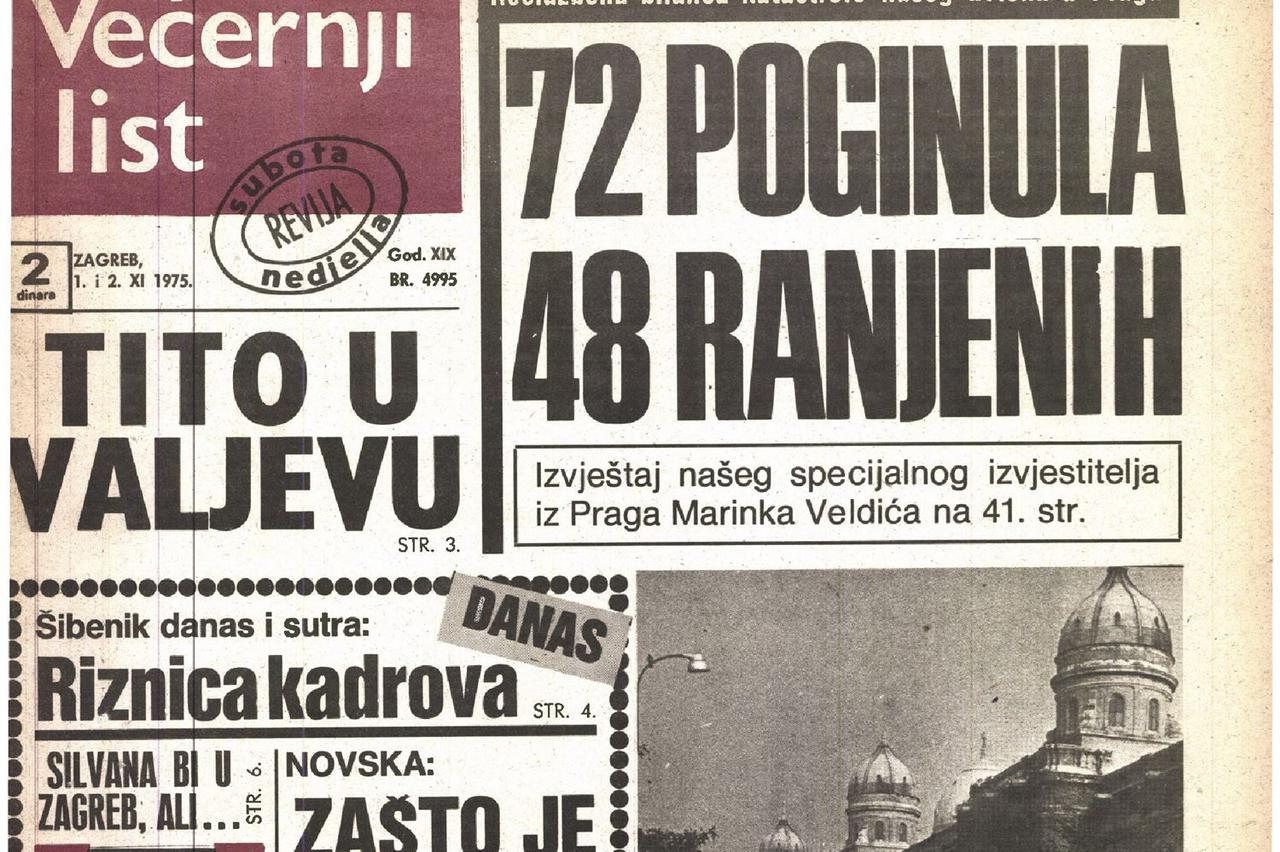 Večernji
list
subota
REVIJA
nedjelja
2
dinara
ZAGREB,
1. i 2. XI 1975.
God. XIX
BR. 4995
72 POGINULA
48 RANJENIH
Izvještaj našeg specijalnog izvjestitelja
iz Praga Marinka Veldića na 41. str.
TITO U
VALJEVU
STR. 3.
DANAS
Šibenik danas i sutra:
Riznica kadrova
STR. 4.
SILVANA BI U
ZAGREB, ALI...
STR. 6.
NOVSKA:
ZAŠTO JE